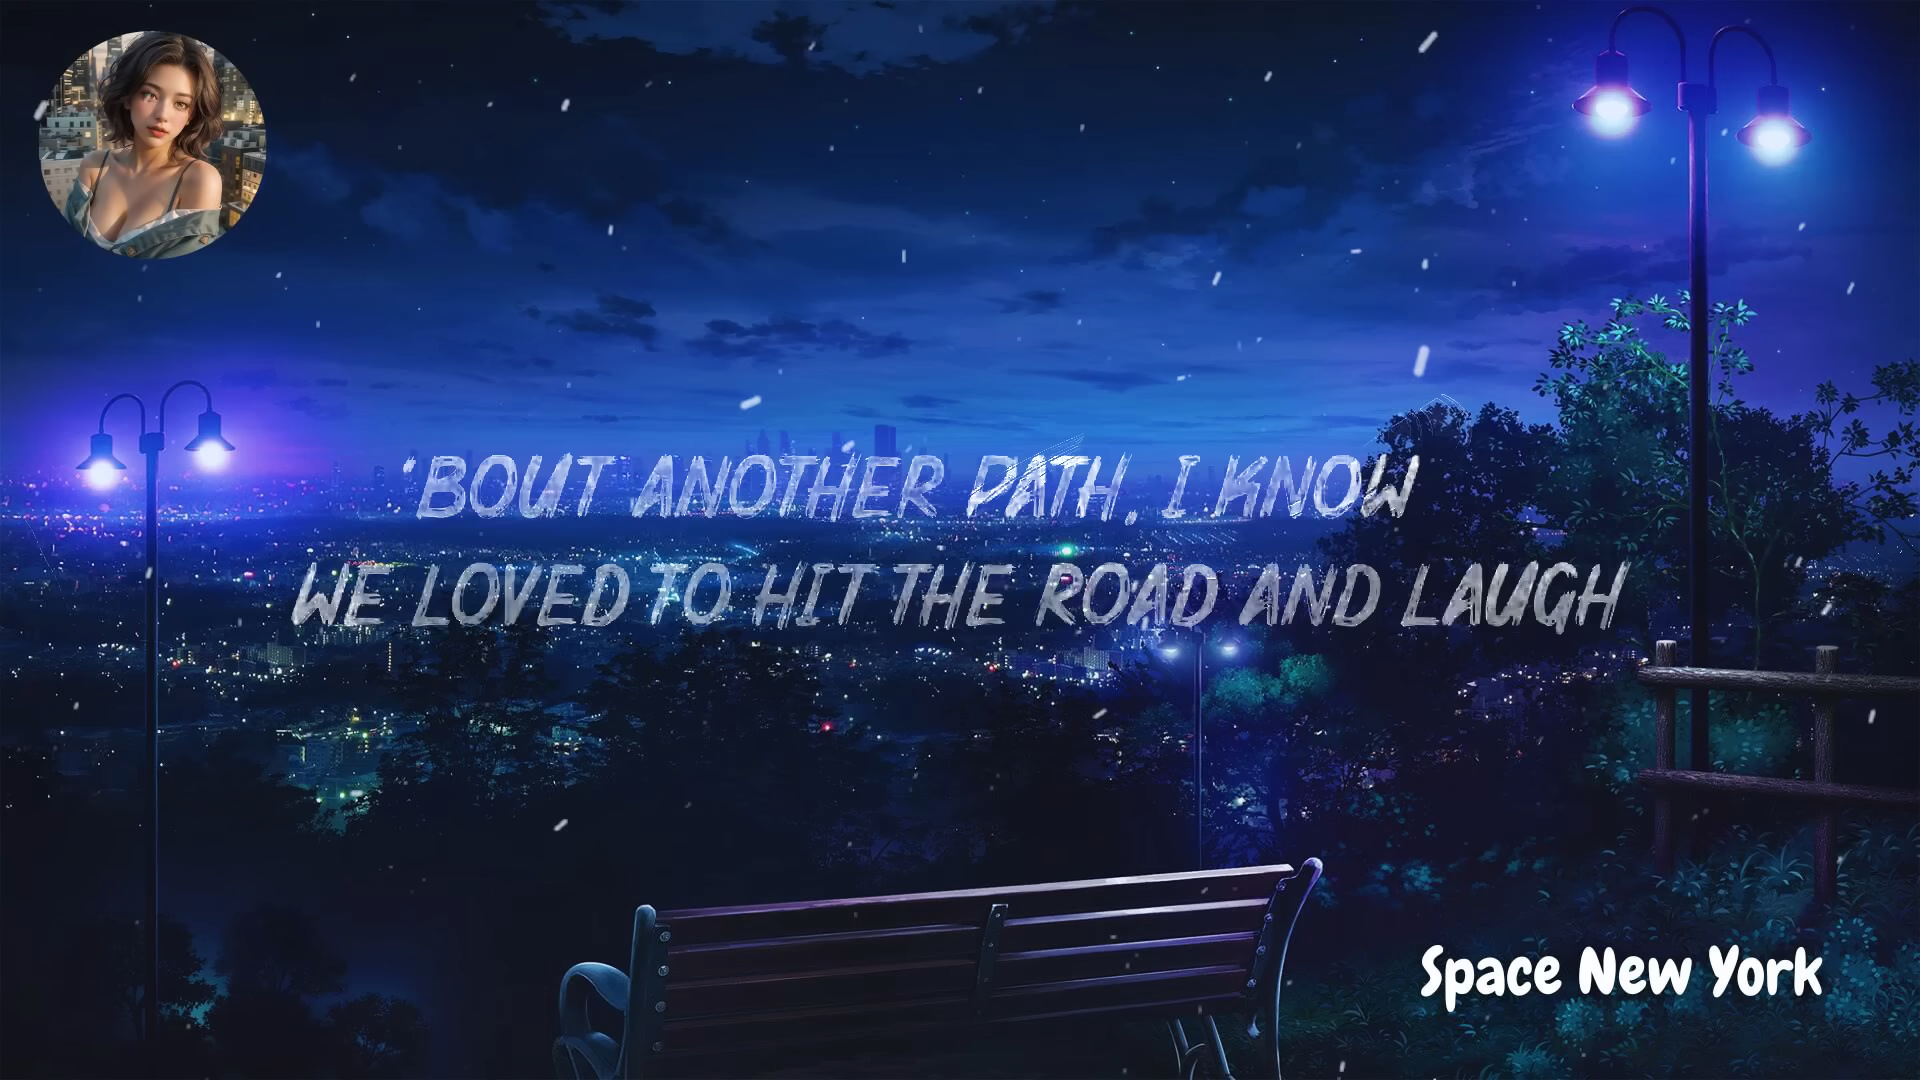 'BOUT ANOTHER PATH, I KNOW
WE LOVED TO HIT THE ROAD AND LAUGH
Space New York